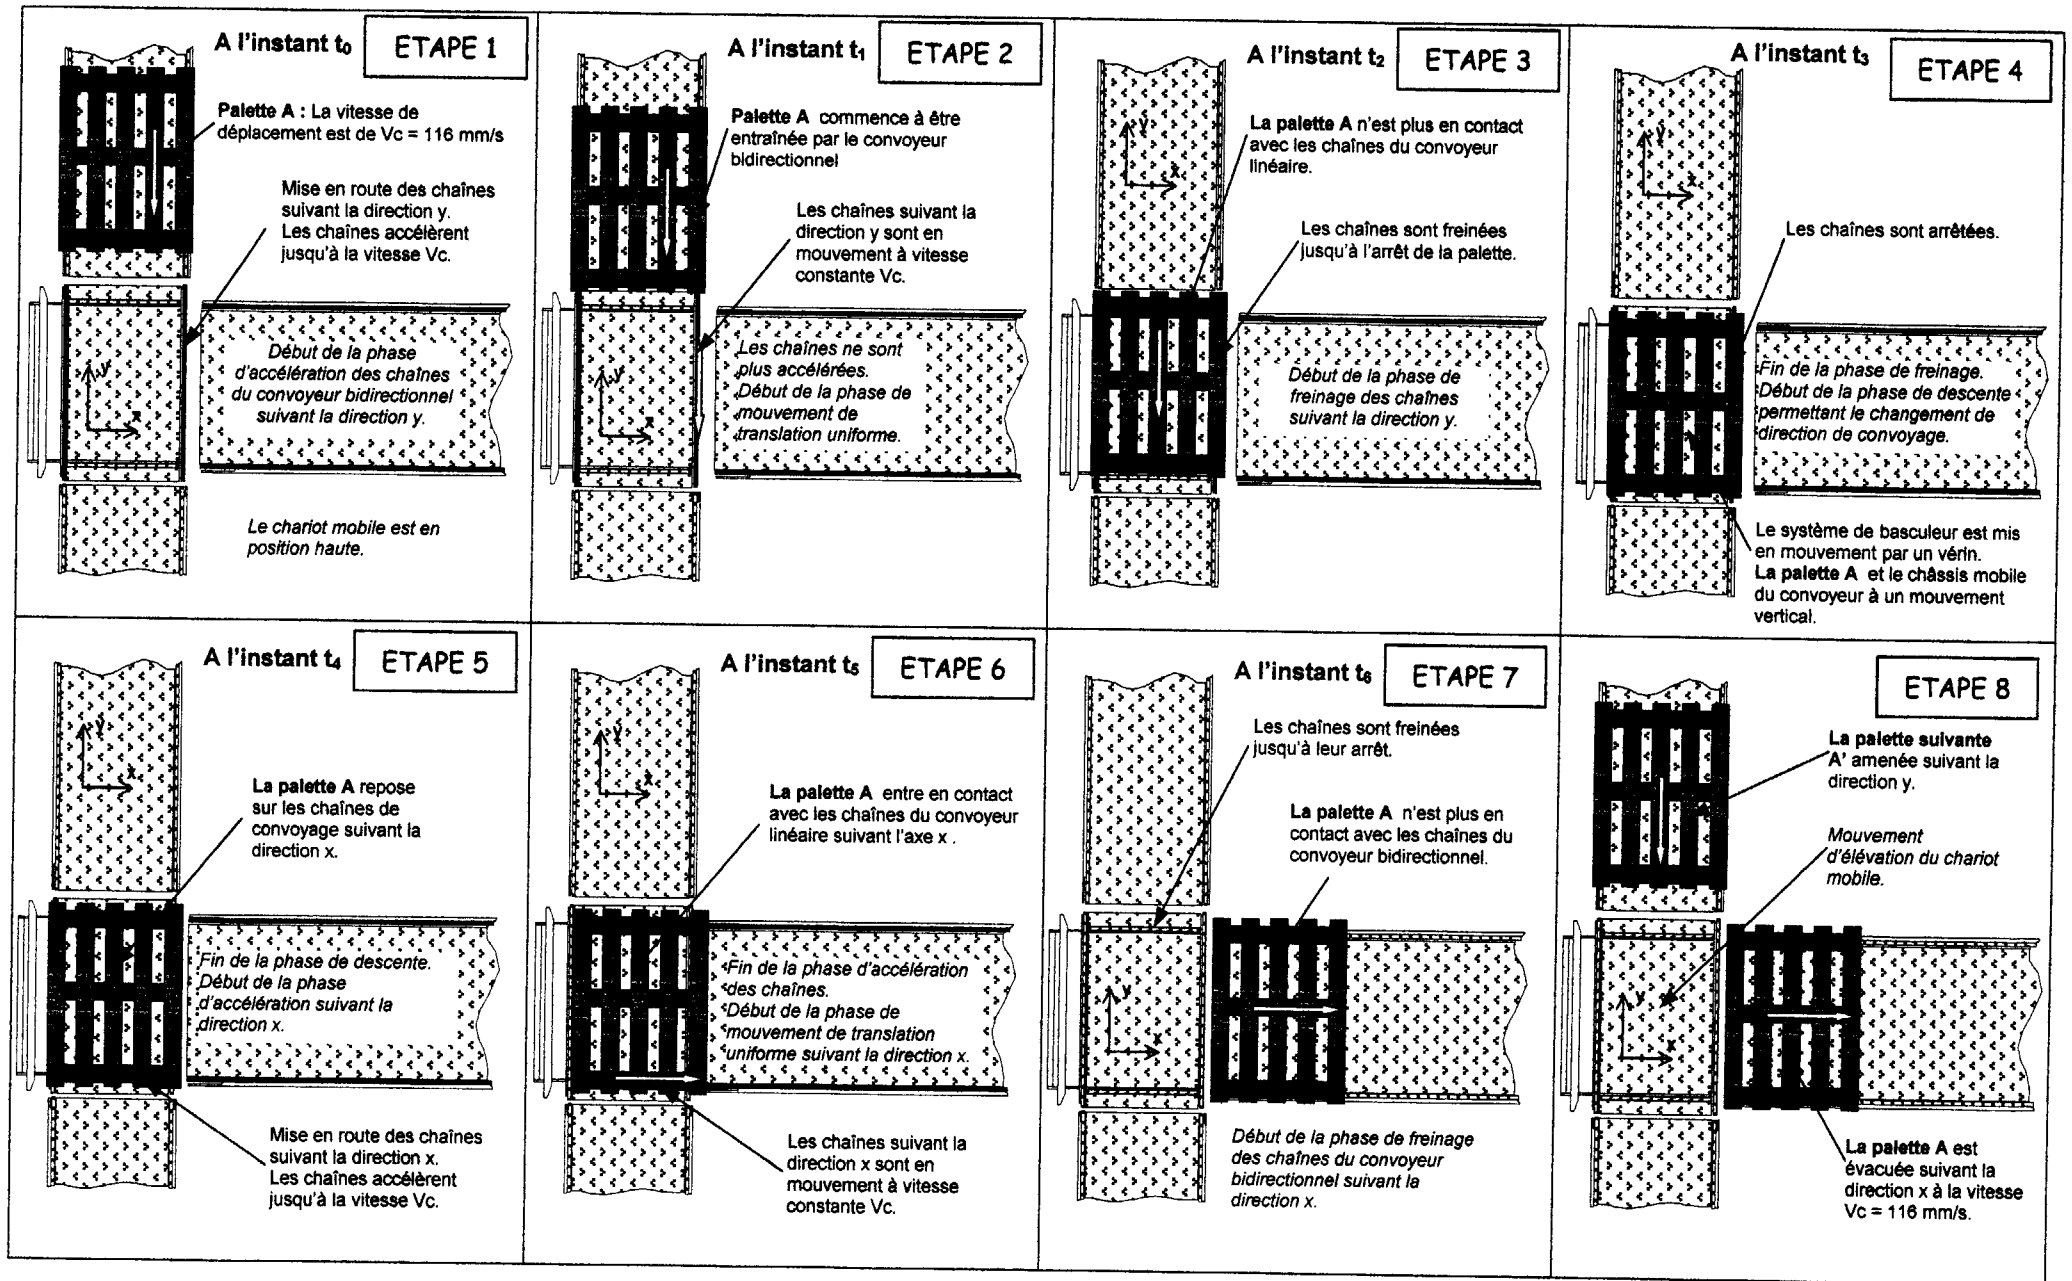 A l'instant t0
ETAPE 1
Palette A : La vitesse de
déplacement est de Vc = 116 mm/s
Mise en route des chaînes
suivant la direction y.
Les chaînes accélèrent
jusqu'à la vitesse Vc.
Début de la phase
d'accélération des chaînes
du convoyeur bidirectionnel
suivant la direction y.
y
x
Le chariot mobile est en
position haute.
A l'instant t1
ETAPE 2
Palette A commence à être
entraînée par le convoyeur
bidirectionnel
Les chaînes suivant la
direction y sont en
mouvement à vitesse
constante Vc.
Les chaînes ne sont
plus accélérées.
Début de la phase de
mouvement de
translation uniforme.
y
x
A l'instant t2
ETAPE 3
y
x
La palette A n'est plus en contact
avec les chaînes du convoyeur
linéaire.
Les chaînes sont freinées
jusqu'à l'arrêt de la palette.
Début de la phase de
freinage des chaînes
suivant la direction y.
A l'instant t3
ETAPE 4
y
x
Les chaînes sont arrêtées.
Fin de la phase de freinage.
Début de la phase de descente
permettant le changement de
direction de convoyage.
Le système de basculeur est mis
en mouvement par un vérin.
La palette A et le châssis mobile
du convoyeur à un mouvement
vertical.
A l'instant t4
ETAPE 5
y
x
La palette A repose
sur les chaînes de
convoyage suivant la
direction x.
Fin de la phase de descente.
Début de la phase
d'accélération suivant la
direction x.
Mise en route des chaînes
suivant la direction x.
Les chaînes accélèrent
jusqu'à la vitesse Vc.
A l'instant t5
ETAPE 6
y
x
La palette A entre en contact
avec les chaînes du convoyeur
linéaire suivant l'axe x .
Fin de la phase d'accélération
des chaînes.
Début de la phase de
mouvement de translation
uniforme suivant la direction x.
Les chaînes suivant la
direction x sont en
mouvement à vitesse
constante Vc.
A l'instant t6
ETAPE 7
Les chaînes sont freinées
jusqu'à leur arrêt.
La palette A n'est plus en
contact avec les chaînes du
convoyeur bidirectionnel.
y
x
Début de la phase de freinage
des chaînes du convoyeur
bidirectionnel suivant la
direction x.
ETAPE 8
La palette suivante
A' amenée suivant la
direction y.
Mouvement
d'élévation du chariot
mobile.
y
x
La palette A est
évacuée suivant la
direction x à la vitesse
Vc = 116 mm/s.